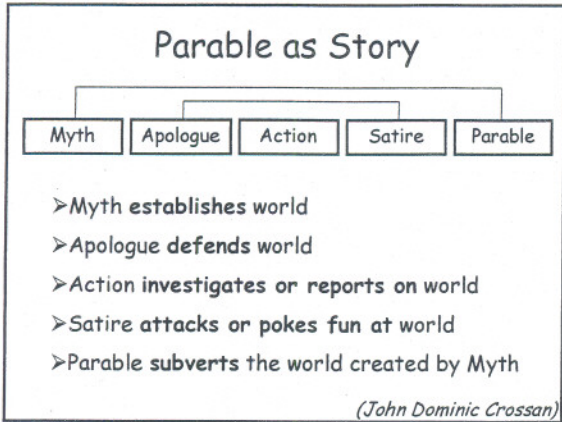 Parable as Story
Myth Apologue Action Satire Parable
➢Myth establishes world
➢Apologue defends world
➢Action investigates or reports on world
➢Satire attacks or pokes fun at world
➢Parable subverts the world created by Myth
(John Dominic Crossan)